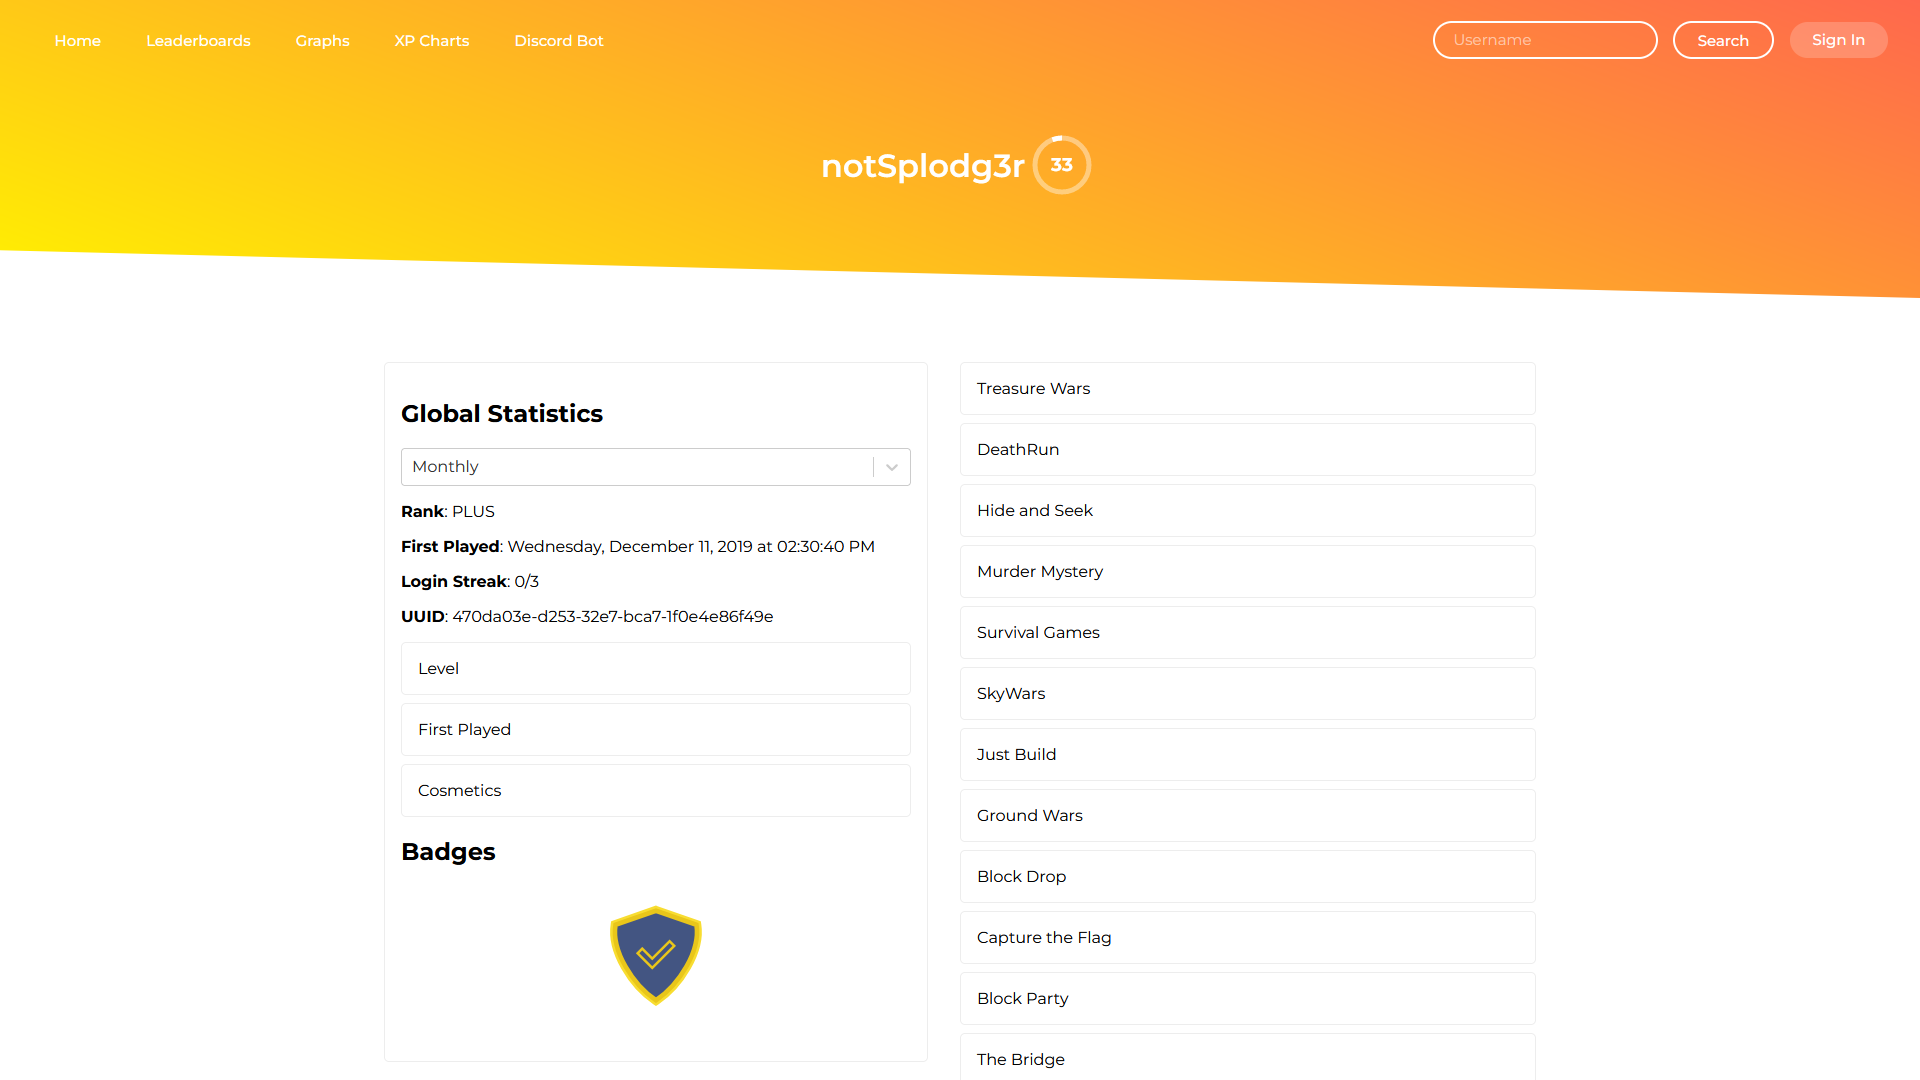 Home
Leaderboards
Graphs
XP Charts
Discord Bot
Username
Search
Sign In
notSplodg3r
33
Global Statistics
Monthly
Rank: PLUS
First Played: Wednesday, December 11, 2019 at 02:30:40 PM
Login Streak: 0/3
UUID: 470da03e-d253-32e7-bca7-1f0e4e86f49e
Level
First Played
Cosmetics
Badges
Treasure Wars
DeathRun
Hide and Seek
Murder Mystery
Survival Games
SkyWars
Just Build
Ground Wars
Block Drop
Capture the Flag
Block Party
The Bridge